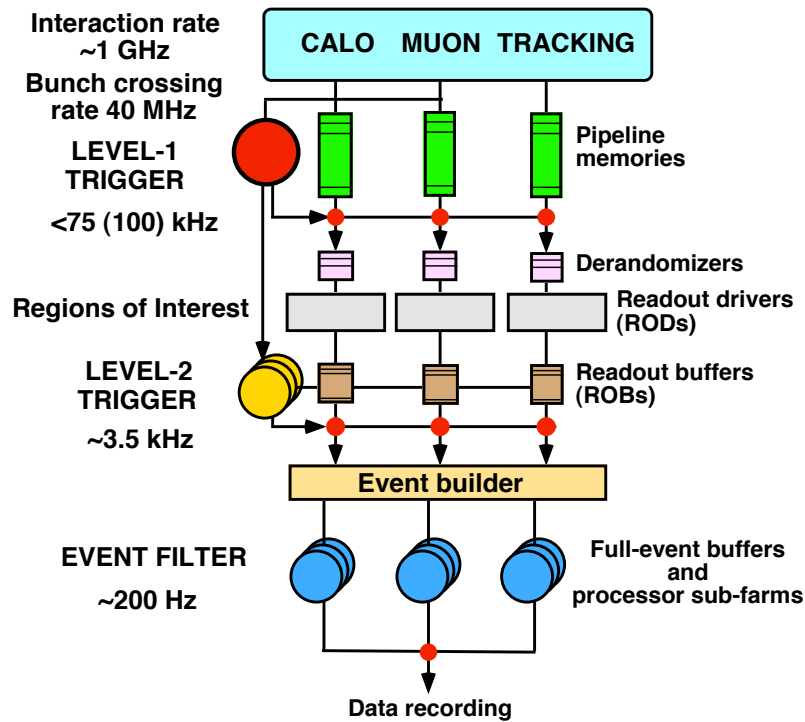 Interaction rate
~1 GHz
CALO MUON TRACKING
Bunch crossing
rate 40 MHz
LEVEL-1
TRIGGER
Pipeline
memories
<75 (100) kHz
Derandomizers
Regions of Interest
Readout drivers
(RODs)
LEVEL-2
TRIGGER
Readout buffers
(ROBs)
~3.5 kHz
Event builder
EVENT FILTER
~200 Hz
Full-event buffers
and
processor sub-farms
Data recording